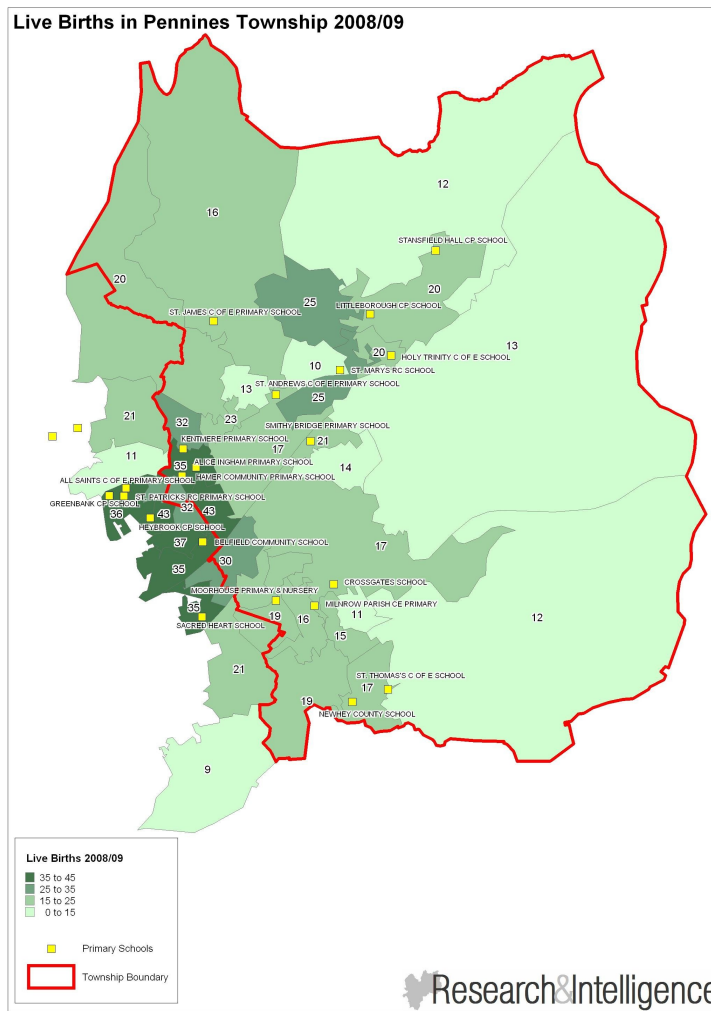 Live Births in Pennines Township 2008/09
12
16
STANSFIELD HALL CP SCHOOL
20
20
25
LITTLEBOROUGH CP SCHOOL
ST. JAMES C OF E PRIMARY SCHOOL
13
20
HOLY TRINITY C OF E SCHOOL
10
ST. MARYS RC SCHOOL
ST. ANDREWS C OF E PRIMARY SCHOOL
13
25
21
23
32
SMITHY BRIDGE PRIMARY SCHOOL
KENTMERE PRIMARY SCHOOL
17
21
11
35
ALICE INGHAM PRIMARY SCHOOL
14
HAMER COMMUNITY PRIMARY SCHOOL
ALL SAINTS C OF E PRIMARY SCHOOL
ST. PATRICKS RC PRIMARY SCHOOL
GREENBANK CP SCHOOL
32
43
36
43
HEYBROOK CP SCHOOL
37
BELFIELD COMMUNITY SCHOOL
17
30
35
CROSSGATES SCHOOL
MOORHOUSE PRIMARY & NURSERY
MILNROW PARISH CE PRIMARY
35
19
16
11
12
SACRED HEART SCHOOL
15
21
ST. THOMAS'S C OF E SCHOOL
17
19
NEWHEY COUNTY SCHOOL
9
Live Births 2008/09
35 to 45
25 to 35
15 to 25
0 to 15
Primary Schools
Township Boundary
Research&Intelligence